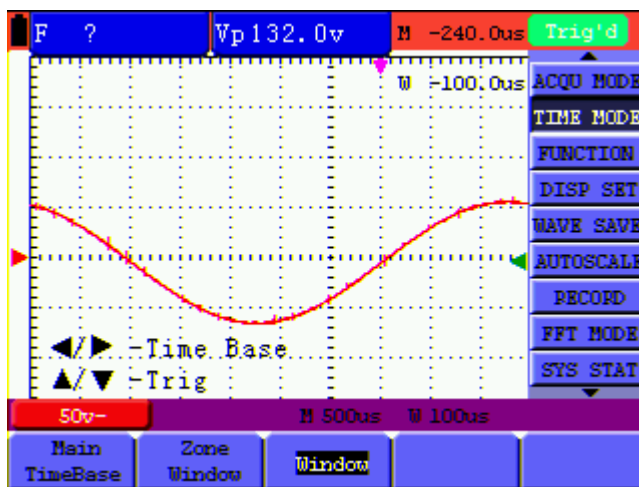 F ? Vp132.0v M -240.0us Trig'd
W -100.0us
ACQU MODE
TIME MODE
FUNCTION
DISP SET
WAVE SAVE
AUTOSCALE
RECORD
FFT MODE
SYS STAT
◀/▶ -Time Base
▲/▼ -Trig
50v~ M 500us W 100us
Main TimeBase
Zone Window
Window